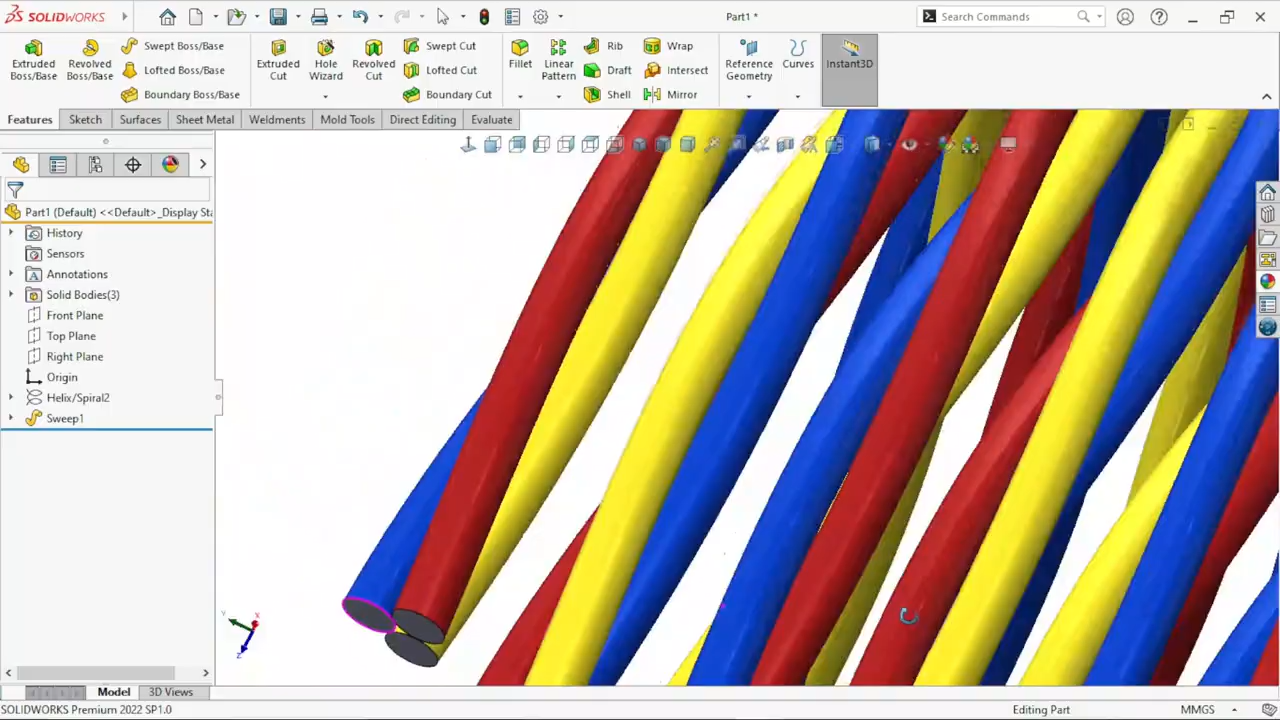 SOLIDWORKS
Part1 *
Search Commands
Extruded Boss/Base
Revolved Boss/Base
Swept Boss/Base
Lofted Boss/Base
Boundary Boss/Base
Extruded Cut
Hole Wizard
Revolved Cut
Swept Cut
Lofted Cut
Boundary Cut
Fillet
Linear Pattern
Rib
Draft
Shell
Wrap
Intersect
Mirror
Reference Geometry
Curves
Instant3D
Features Sketch Surfaces Sheet Metal Weldments Mold Tools Direct Editing Evaluate
Part1 (Default) <<Default>_Display Sta
History
Sensors
Annotations
Solid Bodies(3)
Front Plane
Top Plane
Right Plane
Origin
Helix/Spiral2
Sweep1
Y X
Z
Model 3D Views
SOLIDWORKS Premium 2022 SP1.0 Editing Part MMGS